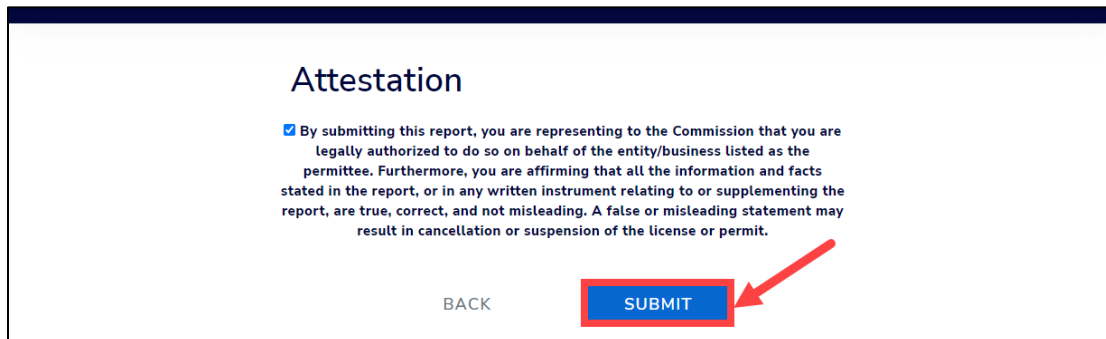 Attestation
By submitting this report, you are representing to the Commission that you are
legally authorized to do so on behalf of the entity/business listed as the
permittee. Furthermore, you are affirming that all the information and facts
stated in the report, or in any written instrument relating to or supplementing the
report, are true, correct, and not misleading. A false or misleading statement may
result in cancellation or suspension of the license or permit.
BACK SUBMIT